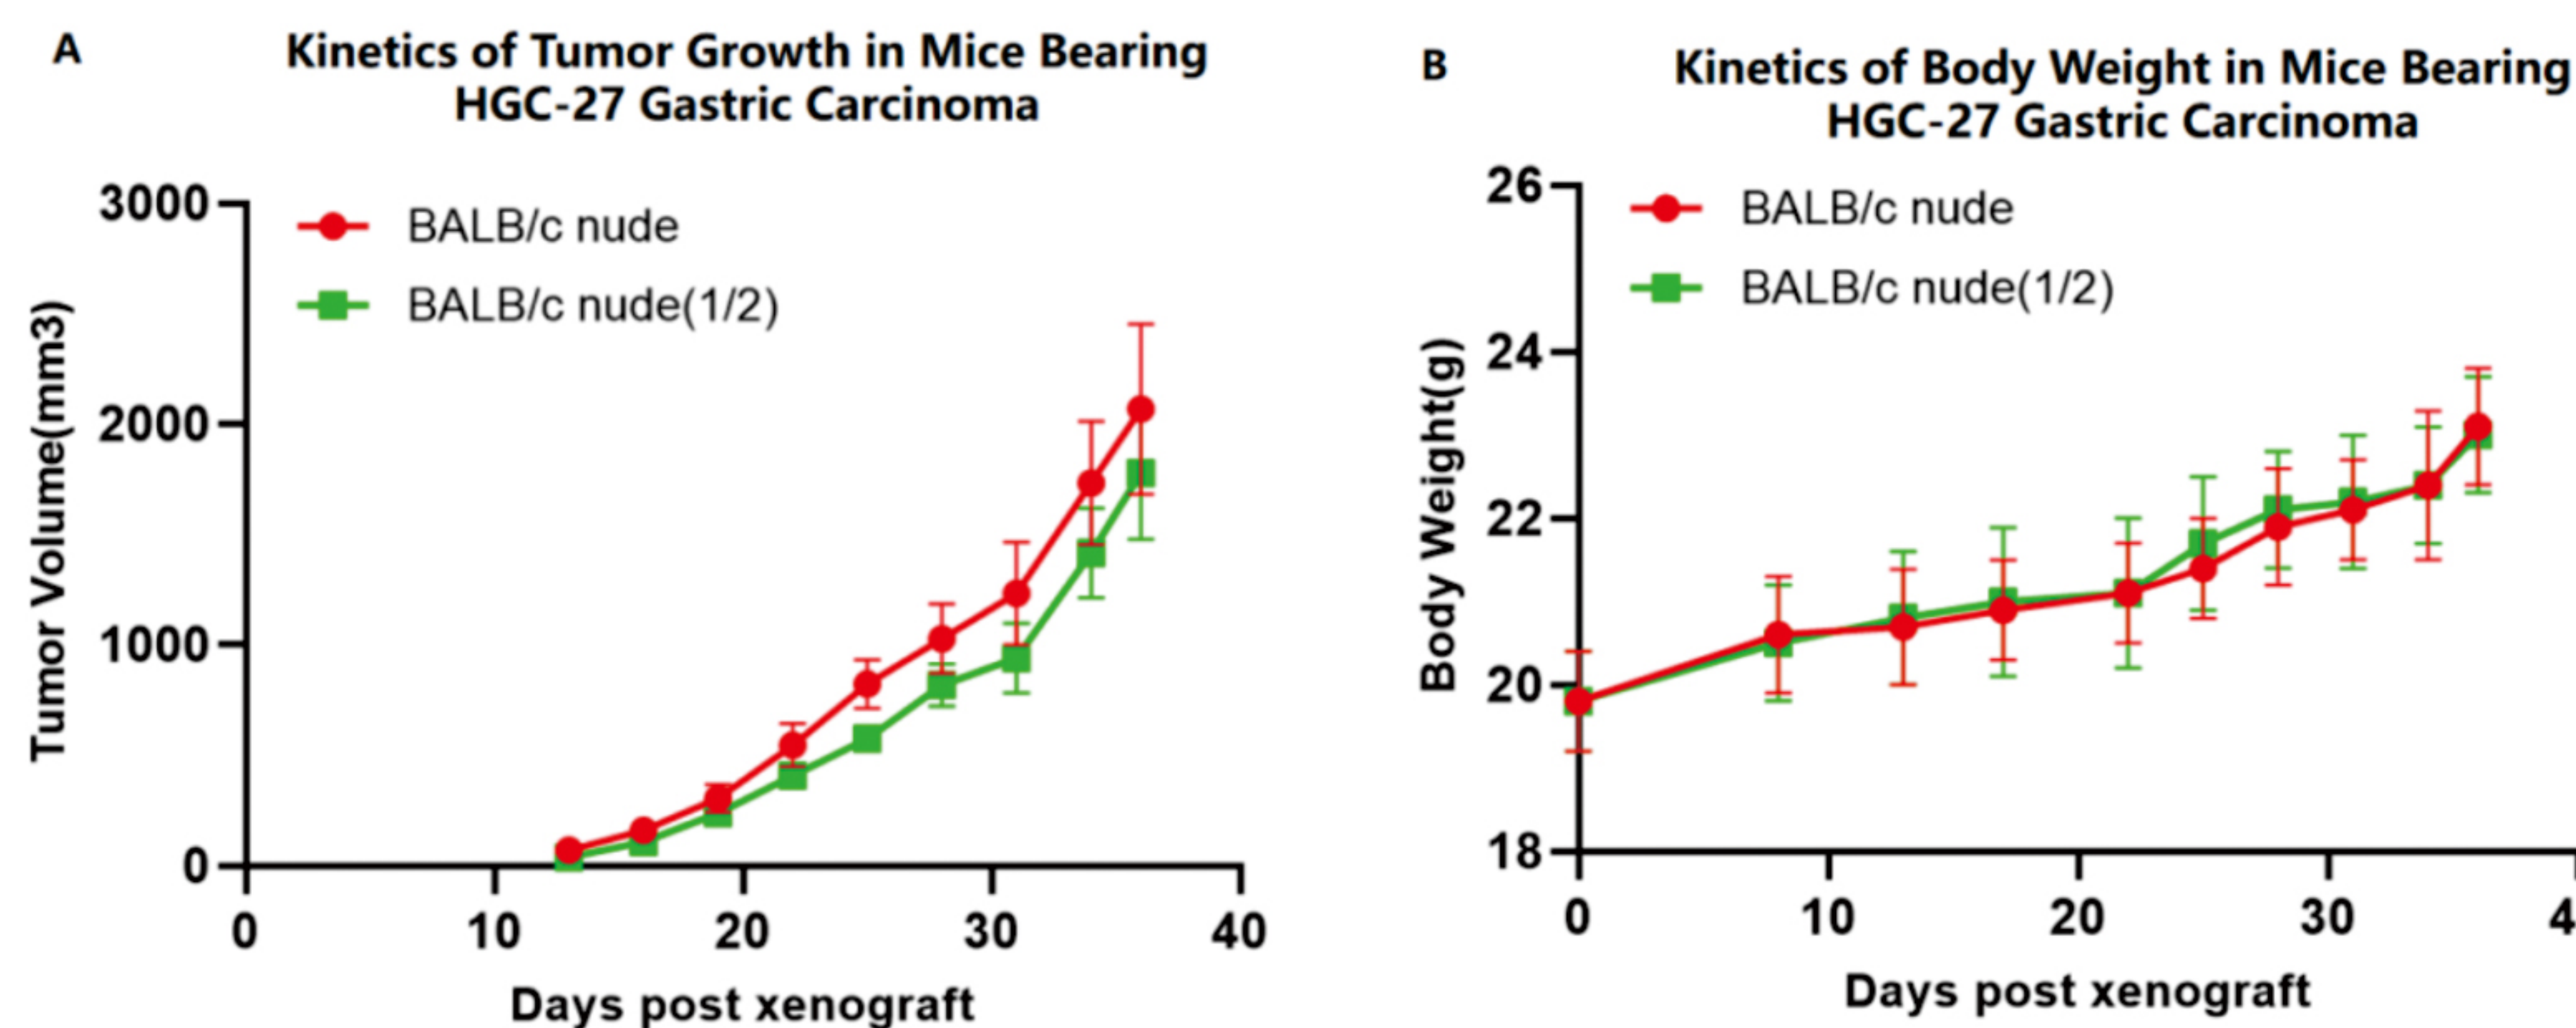 A
Kinetics of Tumor Growth in Mice Bearing
HGC-27 Gastric Carcinoma
3000
2000
1000
0
BALB/c nude
BALB/c nude(1/2)
Tumor Volume(mm3)
0 10 20 30 40
Days post xenograft
B
Kinetics of Body Weight in Mice Bearing
HGC-27 Gastric Carcinoma
26
24
22
20
18
BALB/c nude
BALB/c nude(1/2)
Body Weight(g)
0 10 20 30 4
Days post xenograft